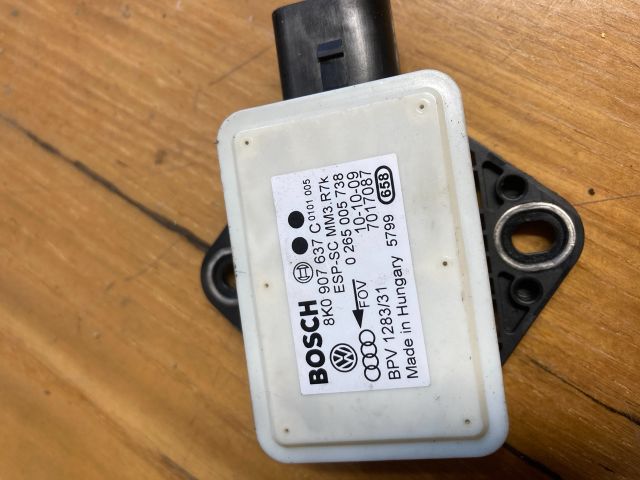 BOSCH
8K0 907 637 C 0101 005
ESP-SC MM3.R7k
0 265 005 738
10-10-09
FOV
7017087
BPV 1283/31
5799 658
Made in Hungary